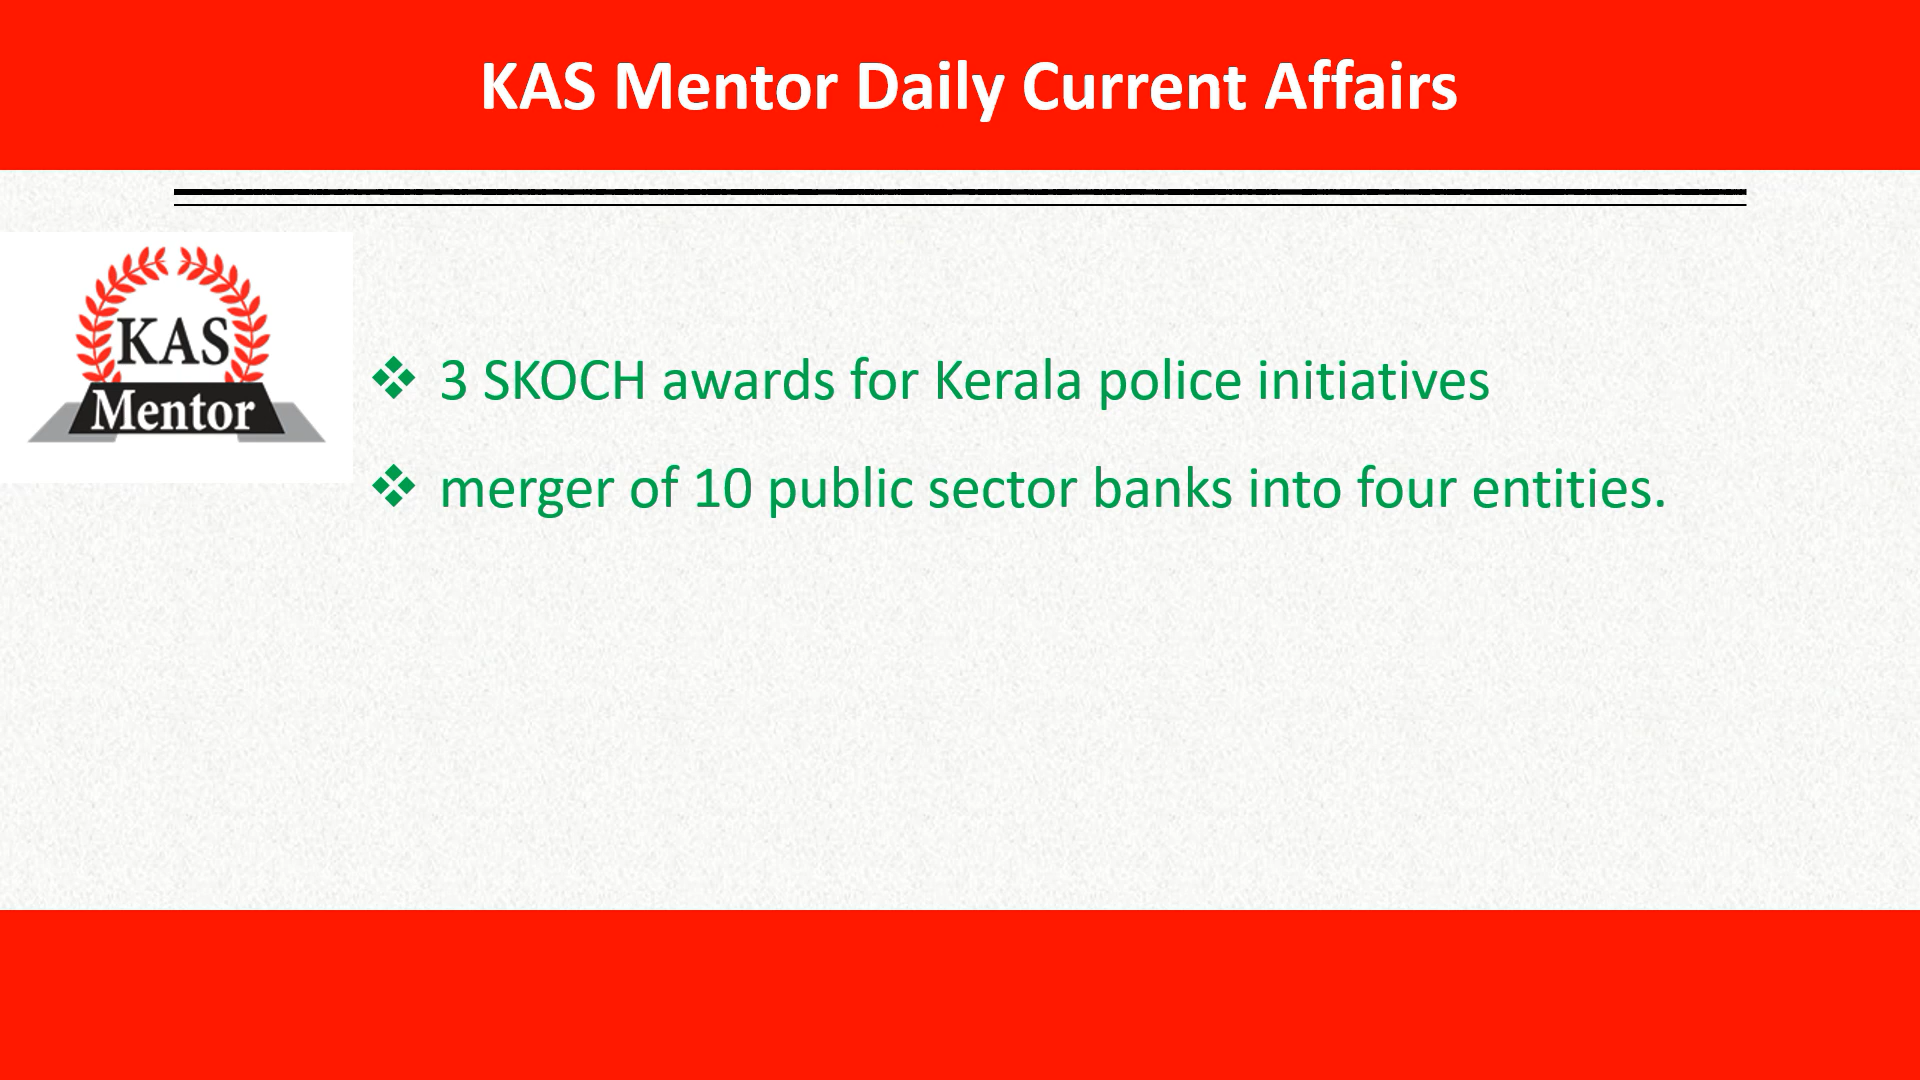 KAS Mentor Daily Current Affairs
KAS
Mentor
❖ 3 SKOCH awards for Kerala police initiatives
❖ merger of 10 public sector banks into four entities.